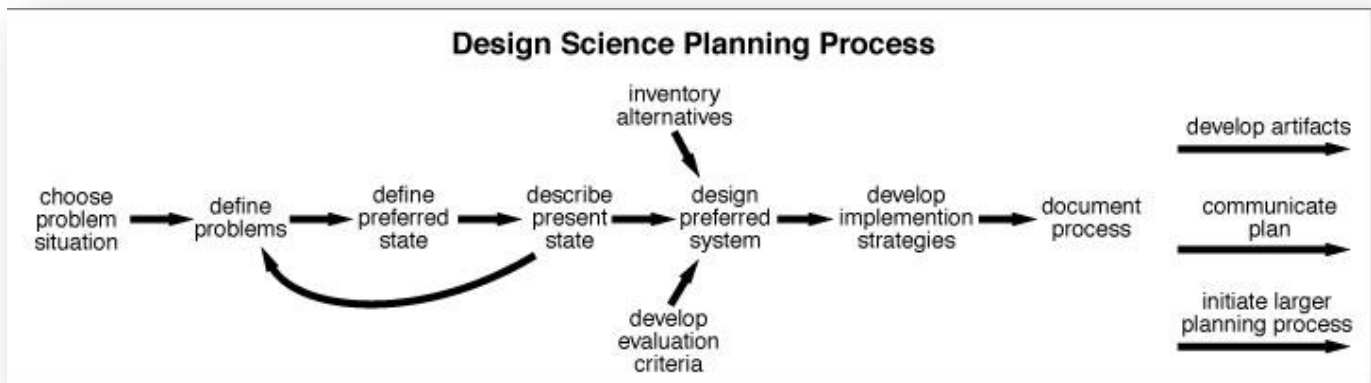 Design Science Planning Process
inventory
alternatives
develop artifacts
choose
problem
situation
define
problems
define
preferred
state
describe
present
state
design
preferred
system
develop
implemention
strategies
document
process
communicate
plan
develop
evaluation
criteria
initiate larger
planning process